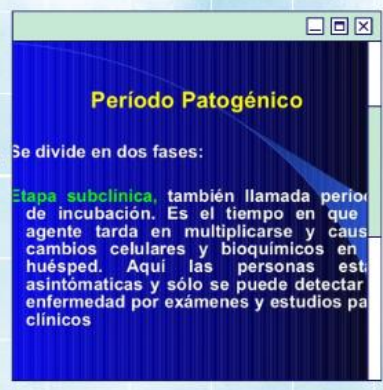 Período Patogénico
Se divide en dos fases:
Etapa subclínica, también llamada perio
de incubación. Es el tiempo en que
agente tarda en multiplicarse y caus
cambios celulares y bioquímicos en
huésped. Aquí las personas est
asintómaticas y sólo se puede detectar
enfermedad por exámenes y estudios pa
clínicos